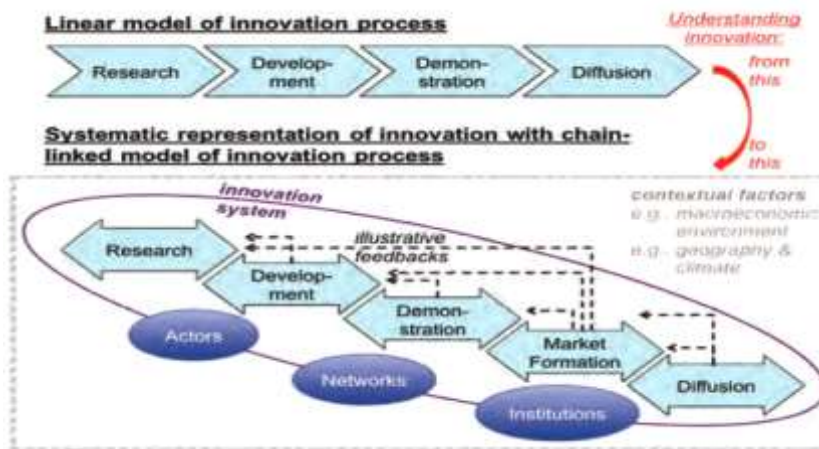 Linear model of innovation process
Understanding
innovation:
from
this
Research
Develop-
ment
Demon-
stration
Diffusion
Systematic representation of innovation with chain-
linked model of innovation process
to
this
innovation
system
contextual factors
e.g., macroeconomic
environment
e.g., geography &
climate
illustrative
feedbacks
Research
Develop-
ment
Demon-
stration
Market
Formation
Diffusion
Actors
Networks
Institutions